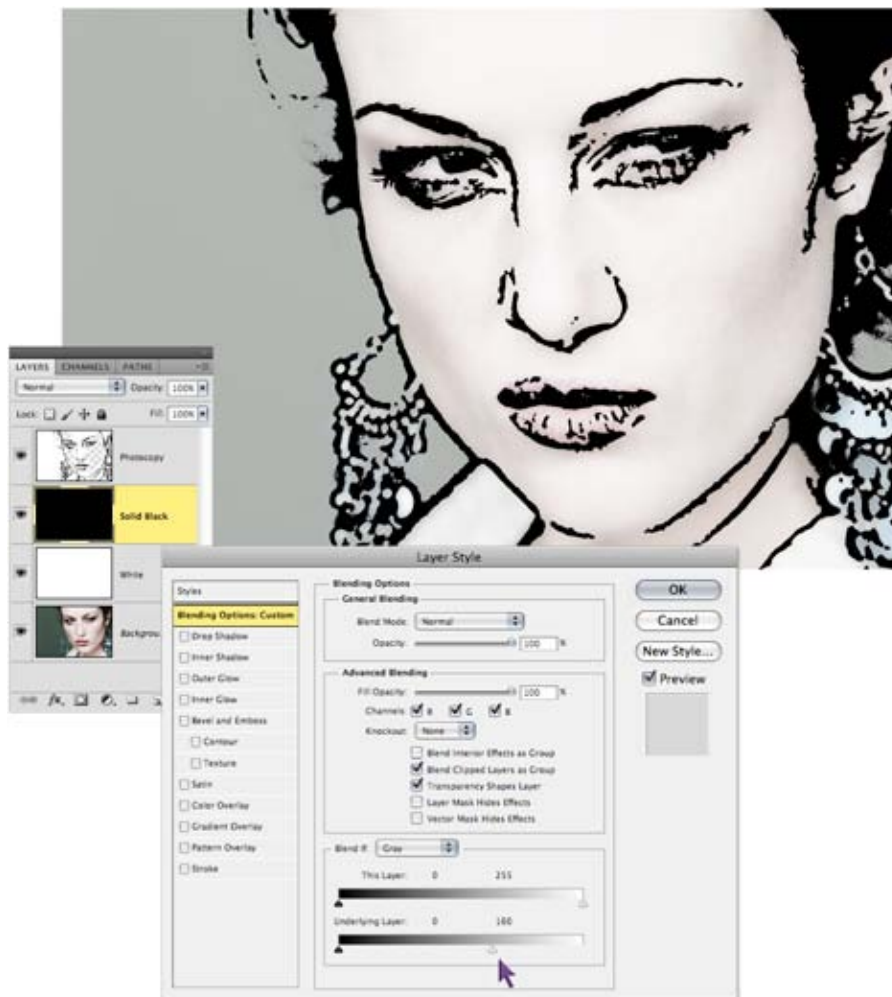 LAYERS CHANNELS PATHS
Normal Opacity: 100%
Lock: Fill: 100%
Photocopy
Solid Black
White
Backgrou
Layer Style
Styles
Blending Options: Custom
Drop Shadow
Inner Shadow
Outer Glow
Inner Glow
Bevel and Emboss
Contour
Texture
Satin
Color Overlay
Gradient Overlay
Pattern Overlay
Stroke
Blending Options
General Blending
Blend Mode: Normal
Opacity: 100 %
Advanced Blending
Fill Opacity: 100 %
Channels: R G B
Knockout: None
Blend Interior Effects as Group
Blend Clipped Layers as Group
Transparency Shapes Layer
Layer Mask Hides Effects
Vector Mask Hides Effects
Blend If: Gray
This Layer: 0 255
Underlying Layer: 0 160
OK
Cancel
New Style...
Preview